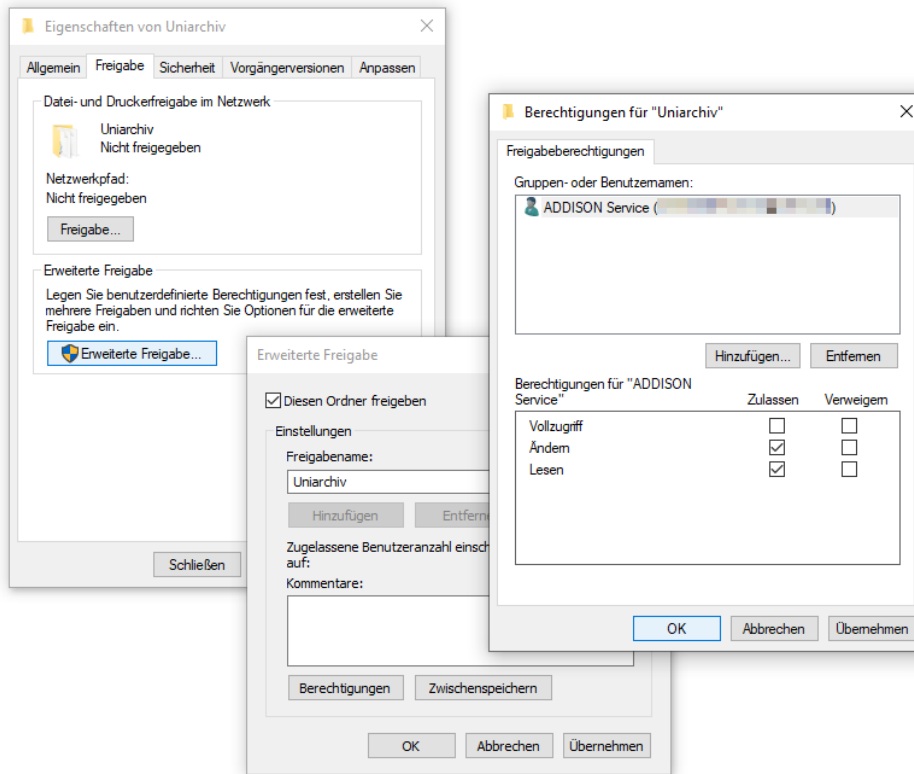 Eigenschaften von Uniarchiv
Allgemein
Freigabe
Sicherheit
Vorgängerversionen
Anpassen
Datei- und Druckerfreigabe im Netzwerk
Uniarchiv
Nicht freigegeben
Netzwerkpfad:
Nicht freigegeben
Freigabe...
Erweiterte Freigabe
Legen Sie benutzerdefinierte Berechtigungen fest, erstellen Sie
mehrere Freigaben und richten Sie Optionen für die erweiterte
Freigabe ein.
Erweiterte Freigabe...
Schließen
Erweiterte Freigabe
Diesen Ordner freigeben
Einstellungen
Freigabename:
Uniarchiv
Hinzufügen
Entferne
Zugelassene Benutzeranzahl einsch
auf:
Kommentare:
Berechtigungen
Zwischenspeichern
OK
Abbrechen
Übernehmen
Berechtigungen für "Uniarchiv"
Freigabeberechtigungen
Gruppen- oder Benutzernamen:
ADDISON Service ( )
Hinzufügen...
Entfernen
Berechtigungen für "ADDISON
Service"
Zulassen
Verweigern
Vollzugriff
Ändern
Lesen
OK
Abbrechen
Übernehmen